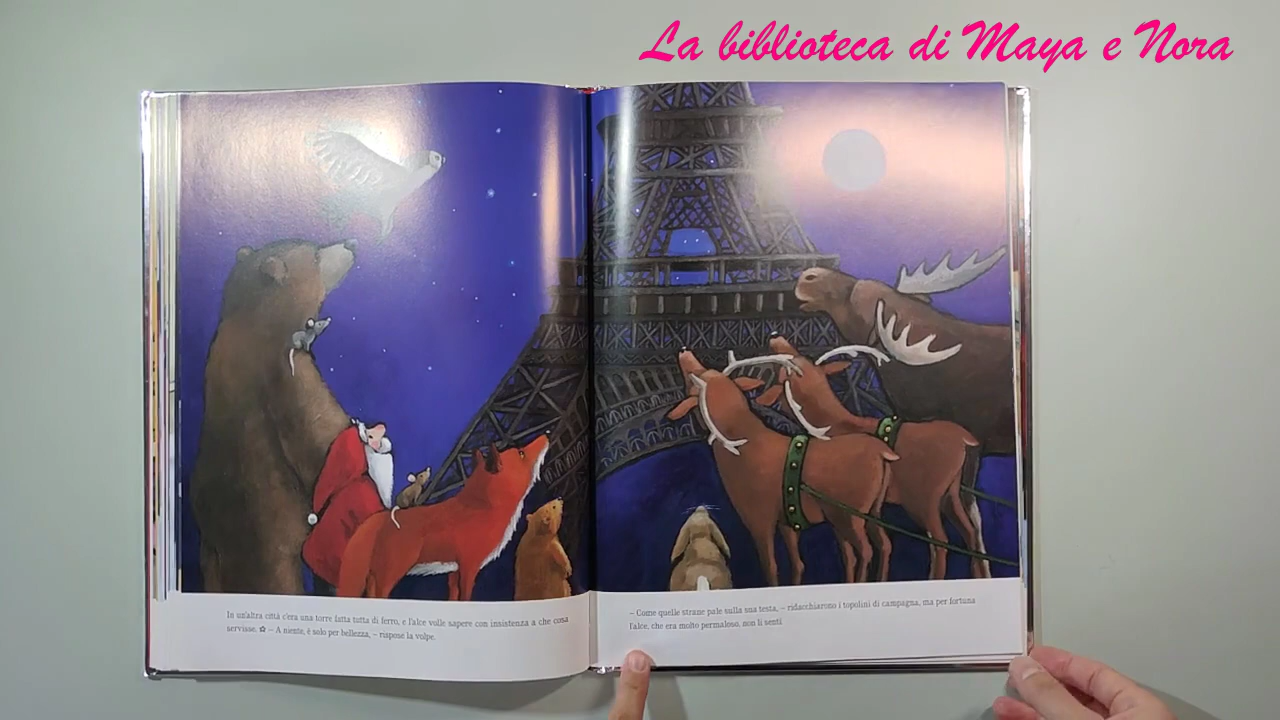 La biblioteca di Maya e Nora
In un'altra città c'era una torre fatta tutta di ferro, e l'alce volle sapere con insistenza a che cosa
servisse. ✿ – A niente, è solo per bellezza, – rispose la volpe.
– Come quelle strane pale sulla sua testa, – ridacchiarono i topolini di campagna, ma per fortuna
l'alce, che era molto permaloso, non li sentì